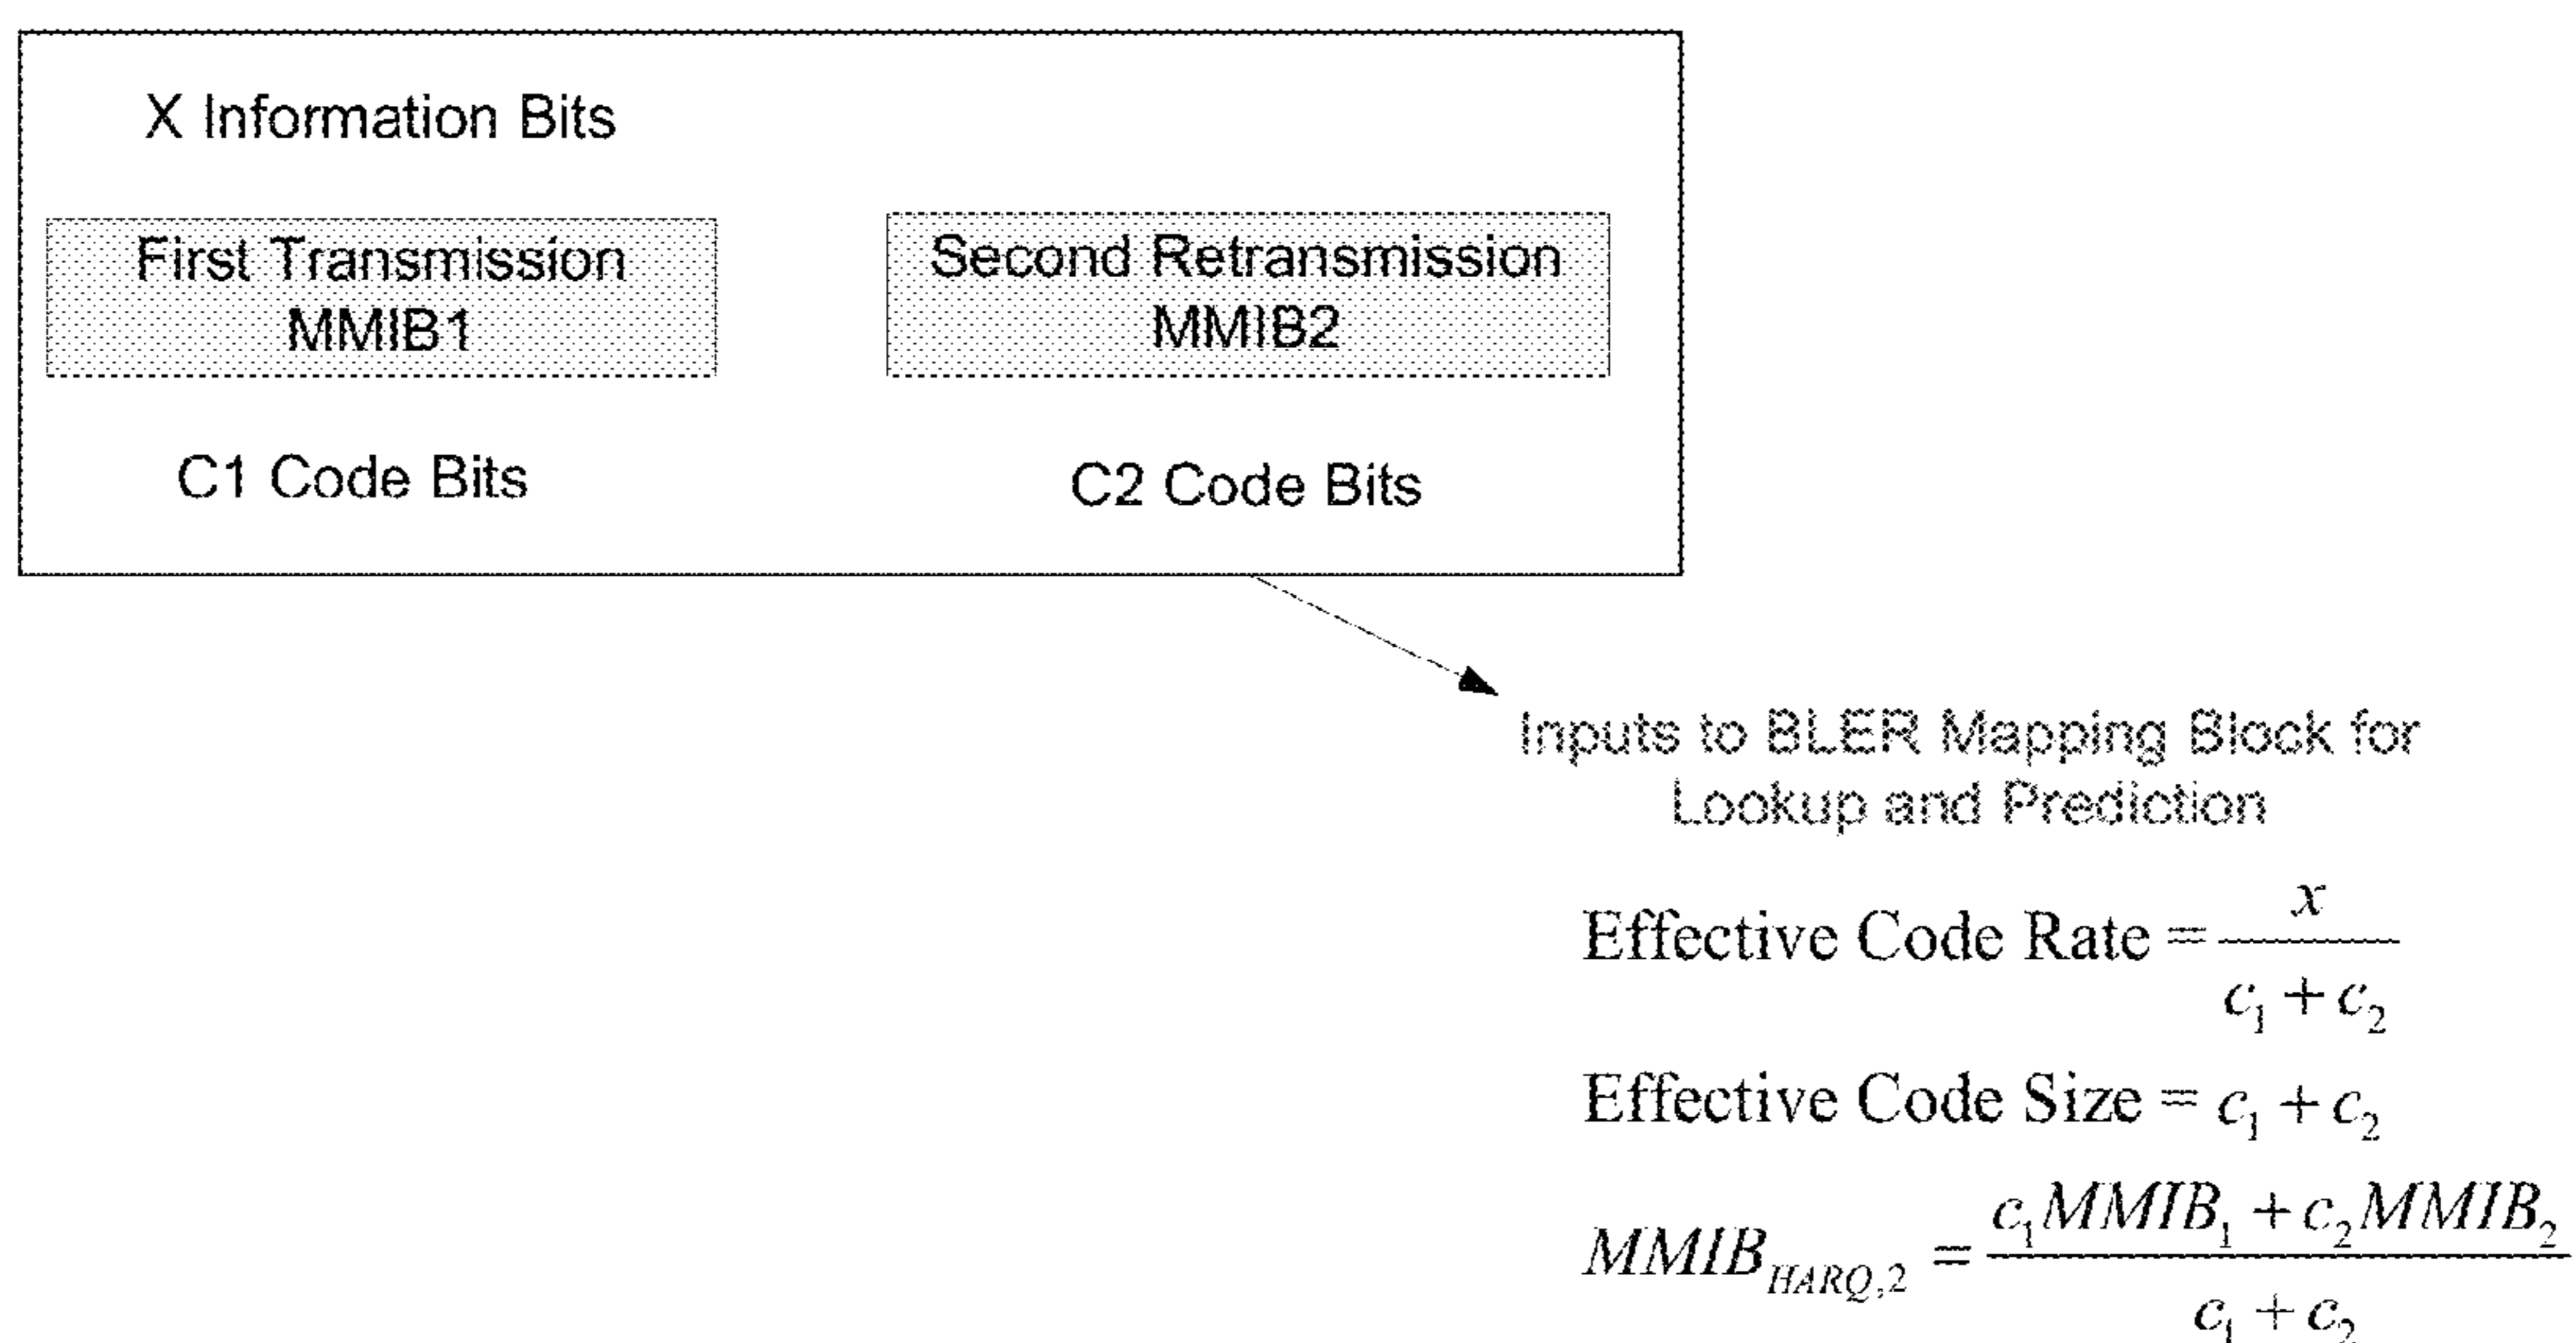 X Information Bits
First Transmission
MMIB1
Second Retransmission
MMIB2
C1 Code Bits
C2 Code Bits
Inputs to BLER Mapping Block for
Lookup and Prediction
Effective Code Rate = x / (c₁ + c₂)
Effective Code Size = c₁ + c₂
MMIB_{HARQ,2} = (c₁MMIB₁ + c₂MMIB₂) / (c₁ + c₂)